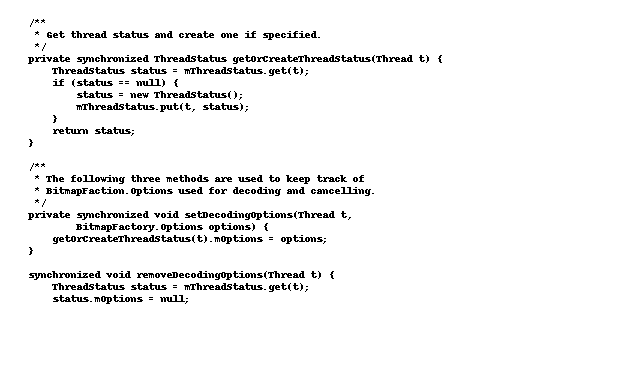 /**
 * Get thread status and create one if specified.
 */
private synchronized ThreadStatus getOrCreateThreadStatus(Thread t) {
    ThreadStatus status = mThreadStatus.get(t);
    if (status == null) {
        status = new ThreadStatus();
        mThreadStatus.put(t, status);
    }
    return status;
}

/**
 * The following three methods are used to keep track of
 * BitmapFaction.Options used for decoding and cancelling.
 */
private synchronized void setDecodingOptions(Thread t,
        BitmapFactory.Options options) {
    getOrCreateThreadStatus(t).mOptions = options;
}

synchronized void removeDecodingOptions(Thread t) {
    ThreadStatus status = mThreadStatus.get(t);
    status.mOptions = null;